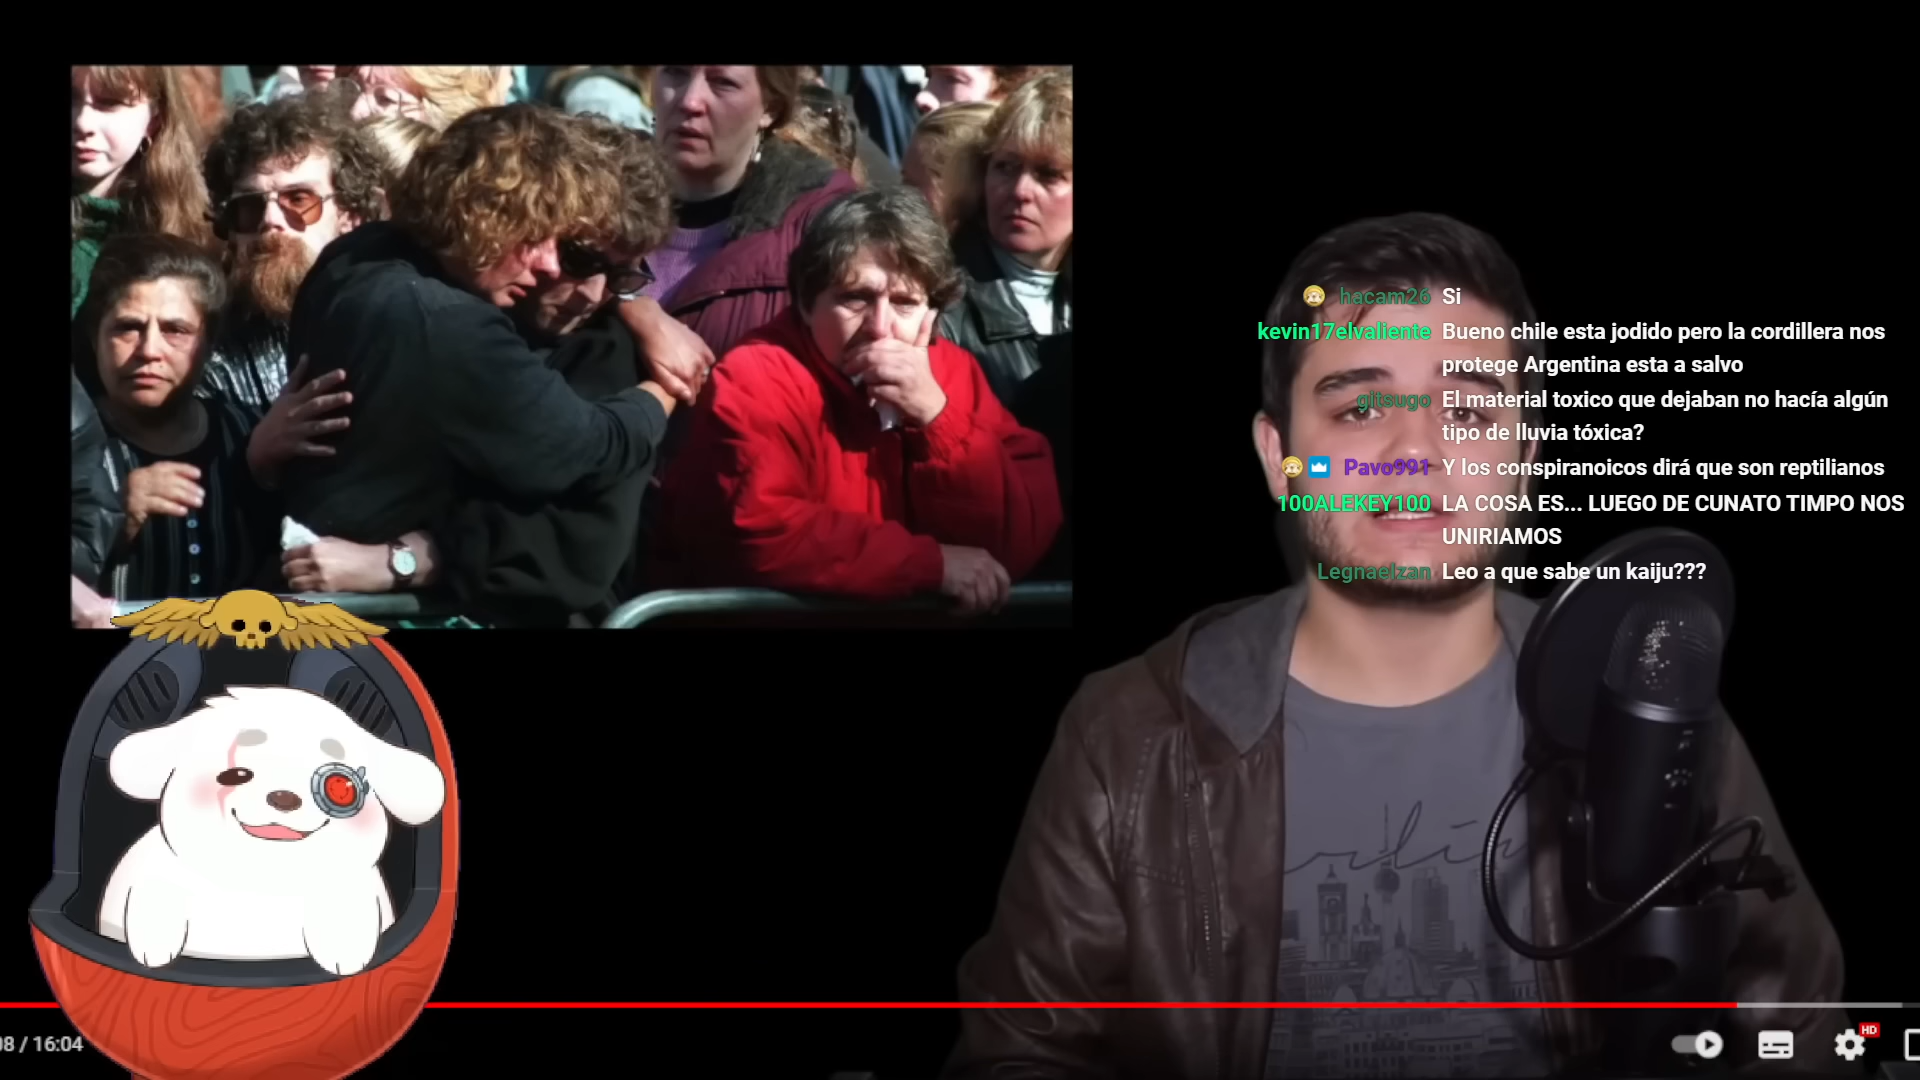 hacam26 Si
kevin17elvaliente Bueno chile esta jodido pero la cordillera nos
protege Argentina esta a salvo
gitsugo El material toxico que dejaban no hacía algún
tipo de lluvia tóxica?
Pavo991 Y los conspiranoicos dirá que son reptilianos
100ALEKEY100 LA COSA ES... LUEGO DE CUNATO TIMPO NOS
UNIRIAMOS
Legnaelzan Leo a que sabe un kaiju???
/ 16:04
HD